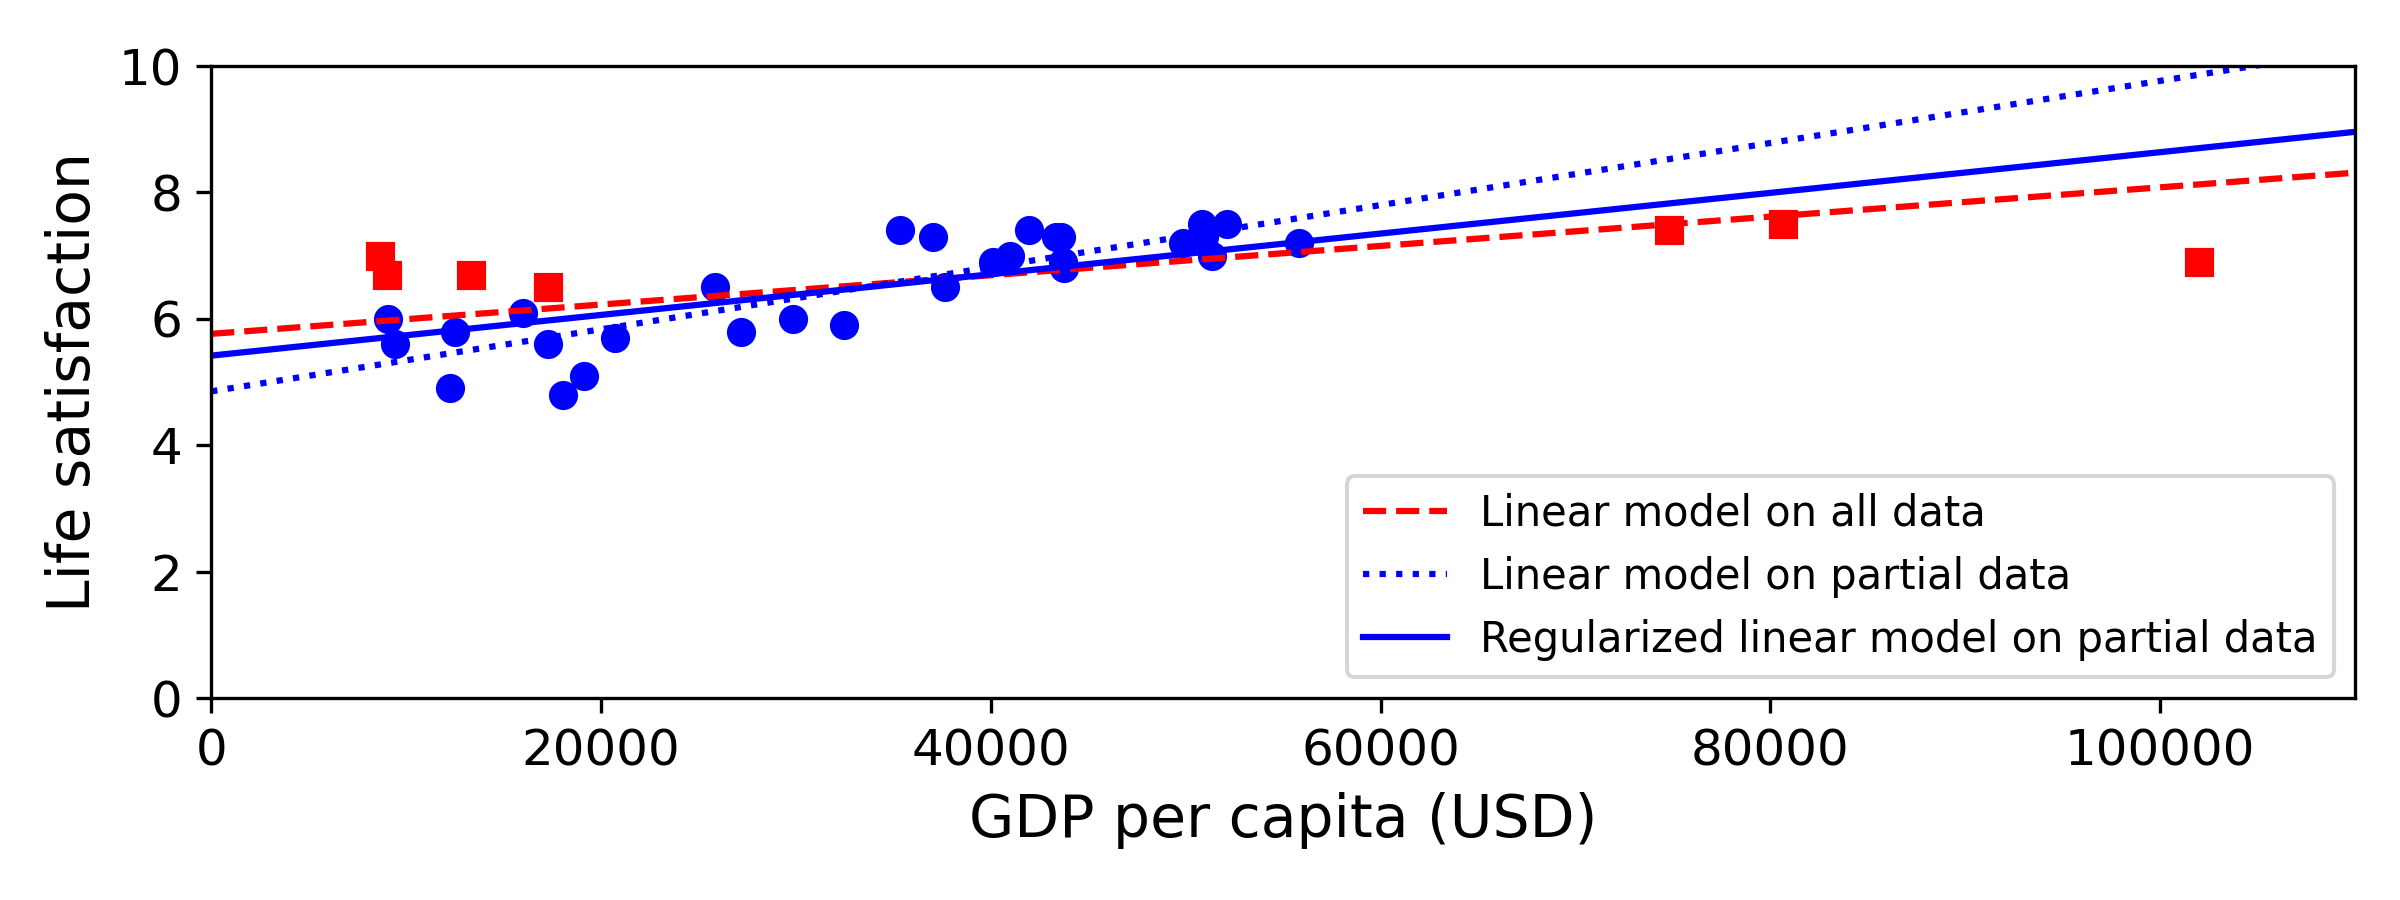 Life satisfaction
10
8
6
4
2
0
0 20000 40000 60000 80000 100000
GDP per capita (USD)
Linear model on all data
Linear model on partial data
Regularized linear model on partial data